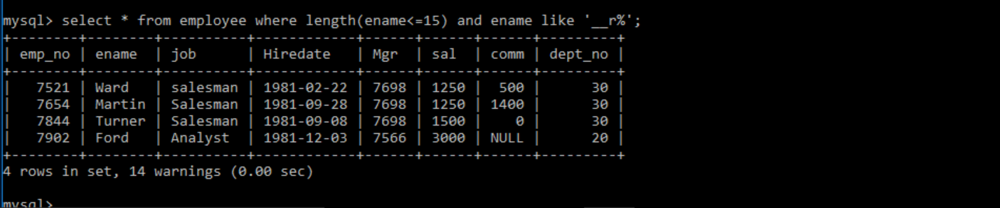 mysql> select * from employee where length(ename<=15) and ename like '__r%';
+--------+--------+----------+------------+------+------+------+---------+
| emp_no | ename  | job      | Hiredate   | Mgr  | sal  | comm | dept_no |
+--------+--------+----------+------------+------+------+------+---------+
|   7521 | Ward   | salesman | 1981-02-22 | 7698 | 1250 |  500 |      30 |
|   7654 | Martin | Salesman | 1981-09-28 | 7698 | 1250 | 1400 |      30 |
|   7844 | Turner | Salesman | 1981-09-08 | 7698 | 1500 |    0 |      30 |
|   7902 | Ford   | Analyst  | 1981-12-03 | 7566 | 3000 | NULL |      20 |
+--------+--------+----------+------------+------+------+------+---------+
4 rows in set, 14 warnings (0.00 sec)
mysql>